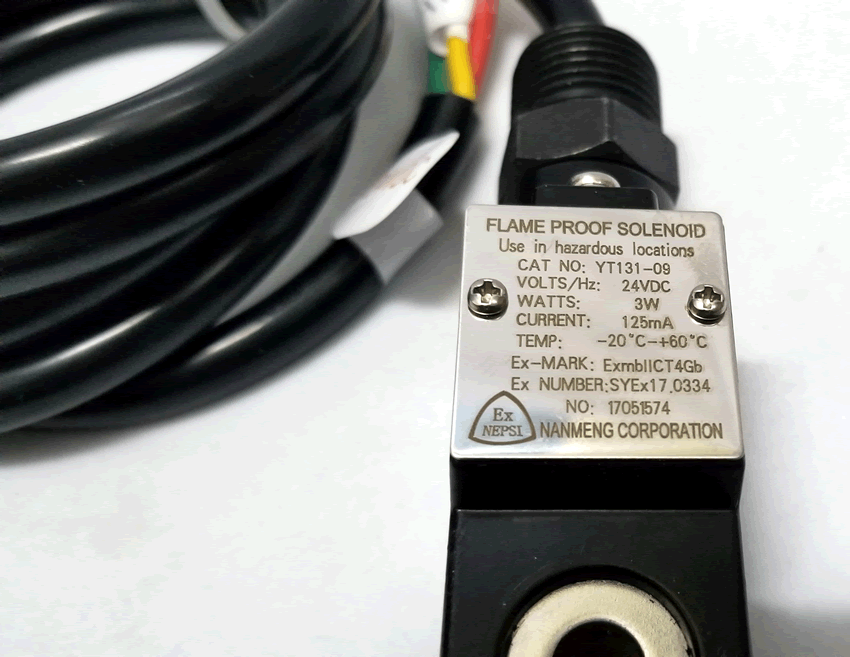 FLAME PROOF SOLENOID
Use in hazardous locations
CAT NO: YT131-09
VOLTS/Hz: 24VDC
WATTS: 3W
CURRENT: 125mA
TEMP: -20°C-+60°C
Ex-MARK: ExmbIICT4Gb
Ex NUMBER:SYEx17.0334
NO: 17051574
Ex
NEPSI
NANMENG CORPORATION